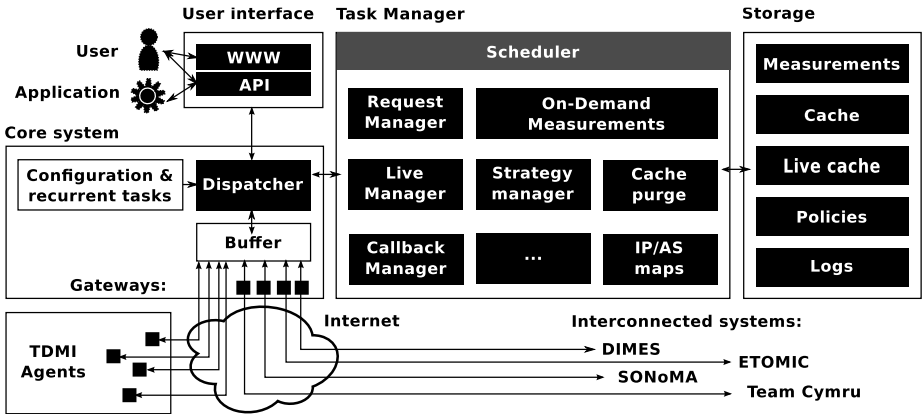 User interface
Task Manager
Storage
User
Application
WWW
API
Scheduler
Request
Manager
On-Demand
Measurements
Live
Manager
Strategy
manager
Cache
purge
Callback
Manager
...
IP/AS
maps
Measurements
Cache
Live cache
Policies
Logs
Core system
Configuration &
recurrent tasks
Dispatcher
Buffer
Gateways:
TDMI
Agents
Internet
Interconnected systems:
DIMES
ETOMIC
SONoMA
Team Cymru